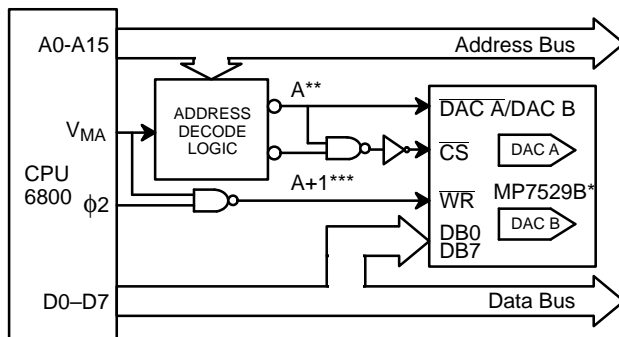 A0-A15
Address Bus
A**
ADDRESS
DECODE
LOGIC
DAC A/DAC B
VMA
CS
DAC A
CPU
6800
A+1***
MP7529B*
ϕ2
WR
DAC B
DB0
DB7
D0–D7
Data Bus